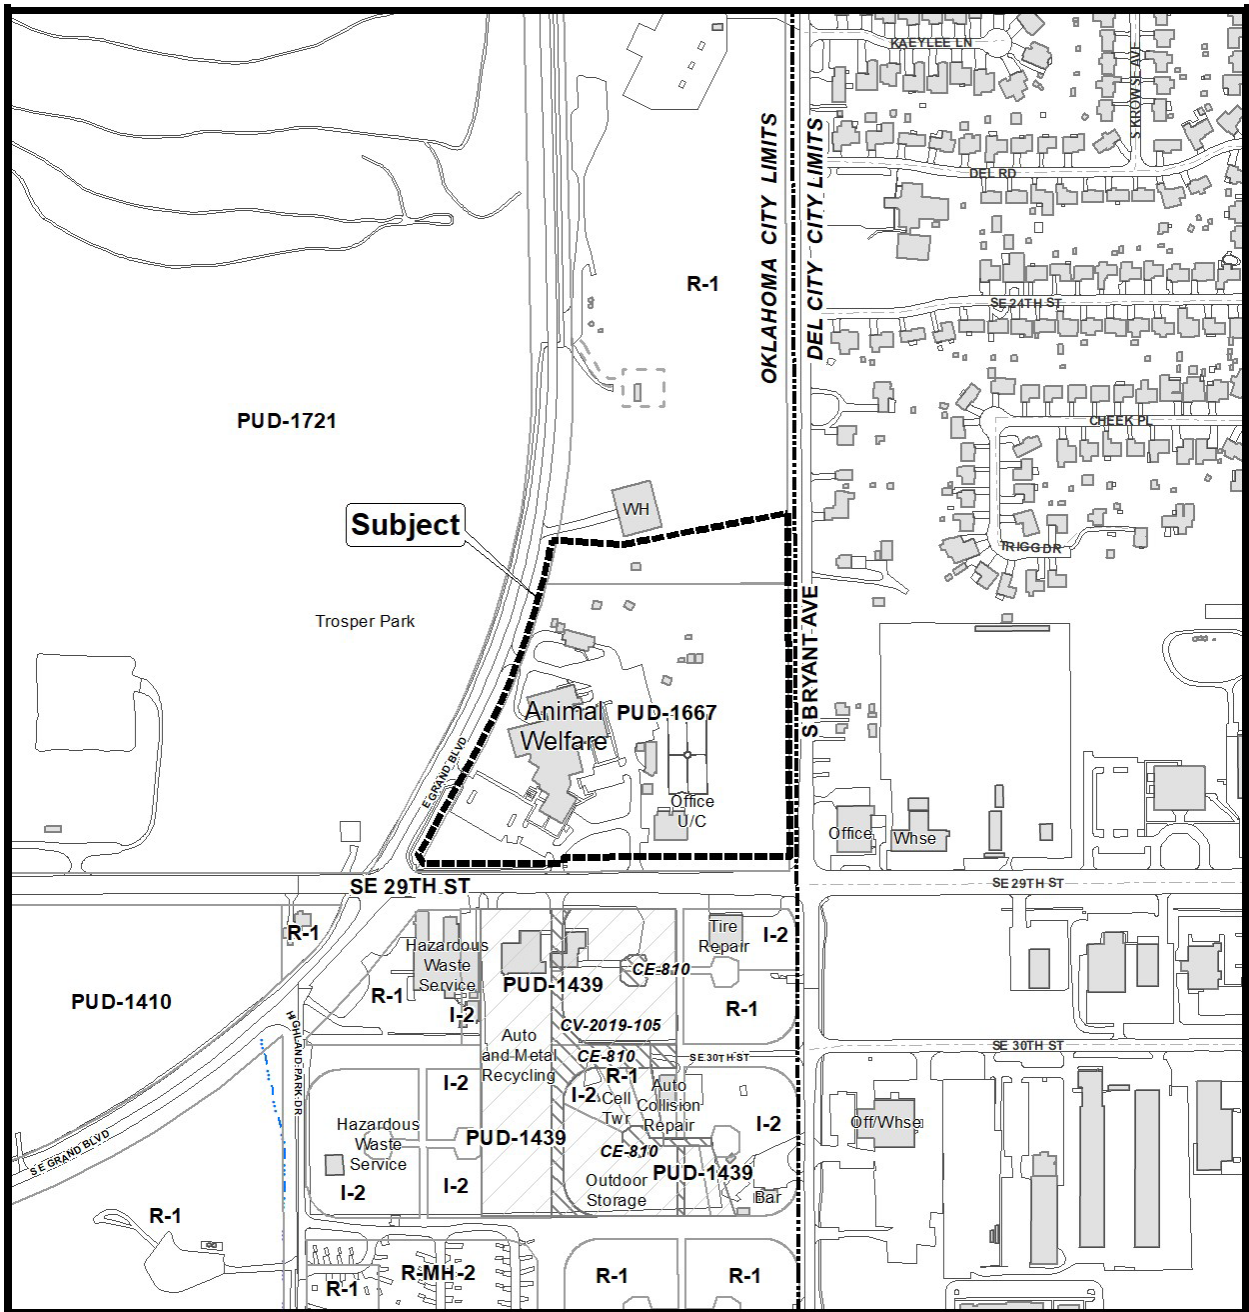 KAEYLEE LN
S KROWSE AVE
DEL RD
OKLAHOMA CITY LIMITS
DEL CITY CITY LIMITS
R-1
SE 24TH ST
PUD-1721
CHEEK PL
WH
Subject
TRIGG DR
Trosper Park
S BRYANT AVE
Animal
Welfare
PUD-1667
E GRAND BLVD
Office
U/C
Office
Whse
SE 29TH ST
SE 29TH ST
R-1
Hazardous
Waste
Service
Tire
Repair
I-2
CE-810
PUD-1439
R-1
PUD-1410
R-1
I-2
HIGHLAND PARK DR
CV-2019-105
Auto
and Metal
Recycling
CE-810
SE 30TH ST
SE 30TH ST
R-1
I-2
I-2
Cell
Twr
Auto
Collision
Repair
I-2
Off/Whse
Hazardous
Waste
Service
PUD-1439
CE-810
SE GRAND BLVD
PUD-1439
I-2
I-2
Outdoor
Storage
Bar
R-1
R-MH-2
R-1
R-1
R-1